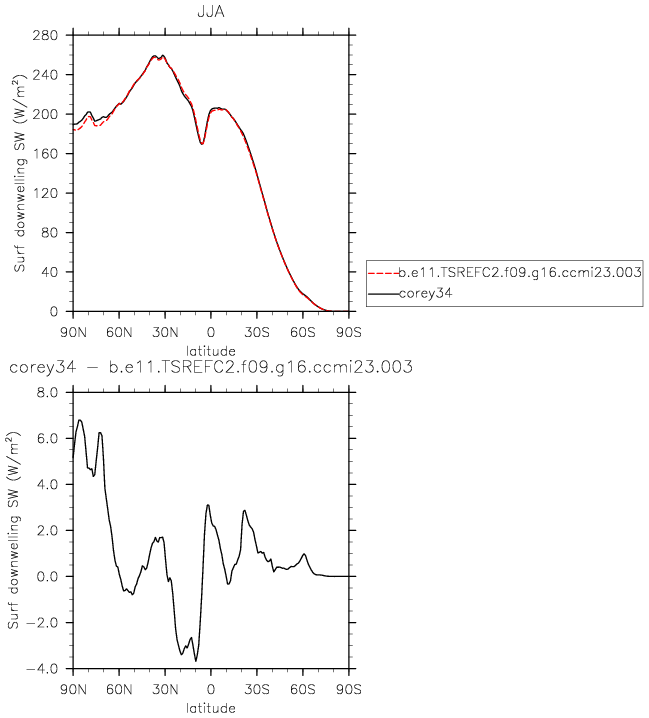 JJA
Surf downwelling SW (W/m²)
280
240
200
160
120
80
40
0
90N 60N 30N 0 30S 60S 90S
latitude
b.e11.TSREFC2.f09.g16.ccmi23.003
corey34
corey34 − b.e11.TSREFC2.f09.g16.ccmi23.003
Surf downwelling SW (W/m²)
8.0
6.0
4.0
2.0
0.0
−2.0
−4.0
90N 60N 30N 0 30S 60S 90S
latitude